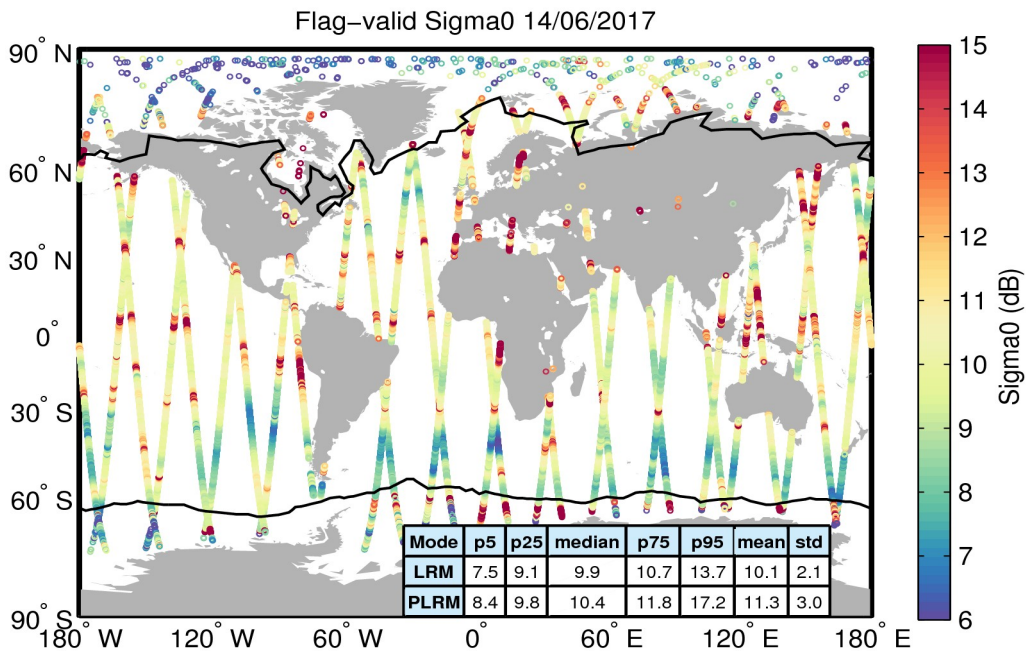 Flag−valid Sigma0 14/06/2017
90° N
60° N
30° N
0°
30° S
60° S
90° S
180° W
120° W
60° W
0°
60° E
120° E
180° E
Mode p5 p25 median p75 p95 mean std
LRM 7.5 9.1 9.9 10.7 13.7 10.1 2.1
PLRM 8.4 9.8 10.4 11.8 17.2 11.3 3.0
15
14
13
12
11
10
9
8
7
6
Sigma0 (dB)